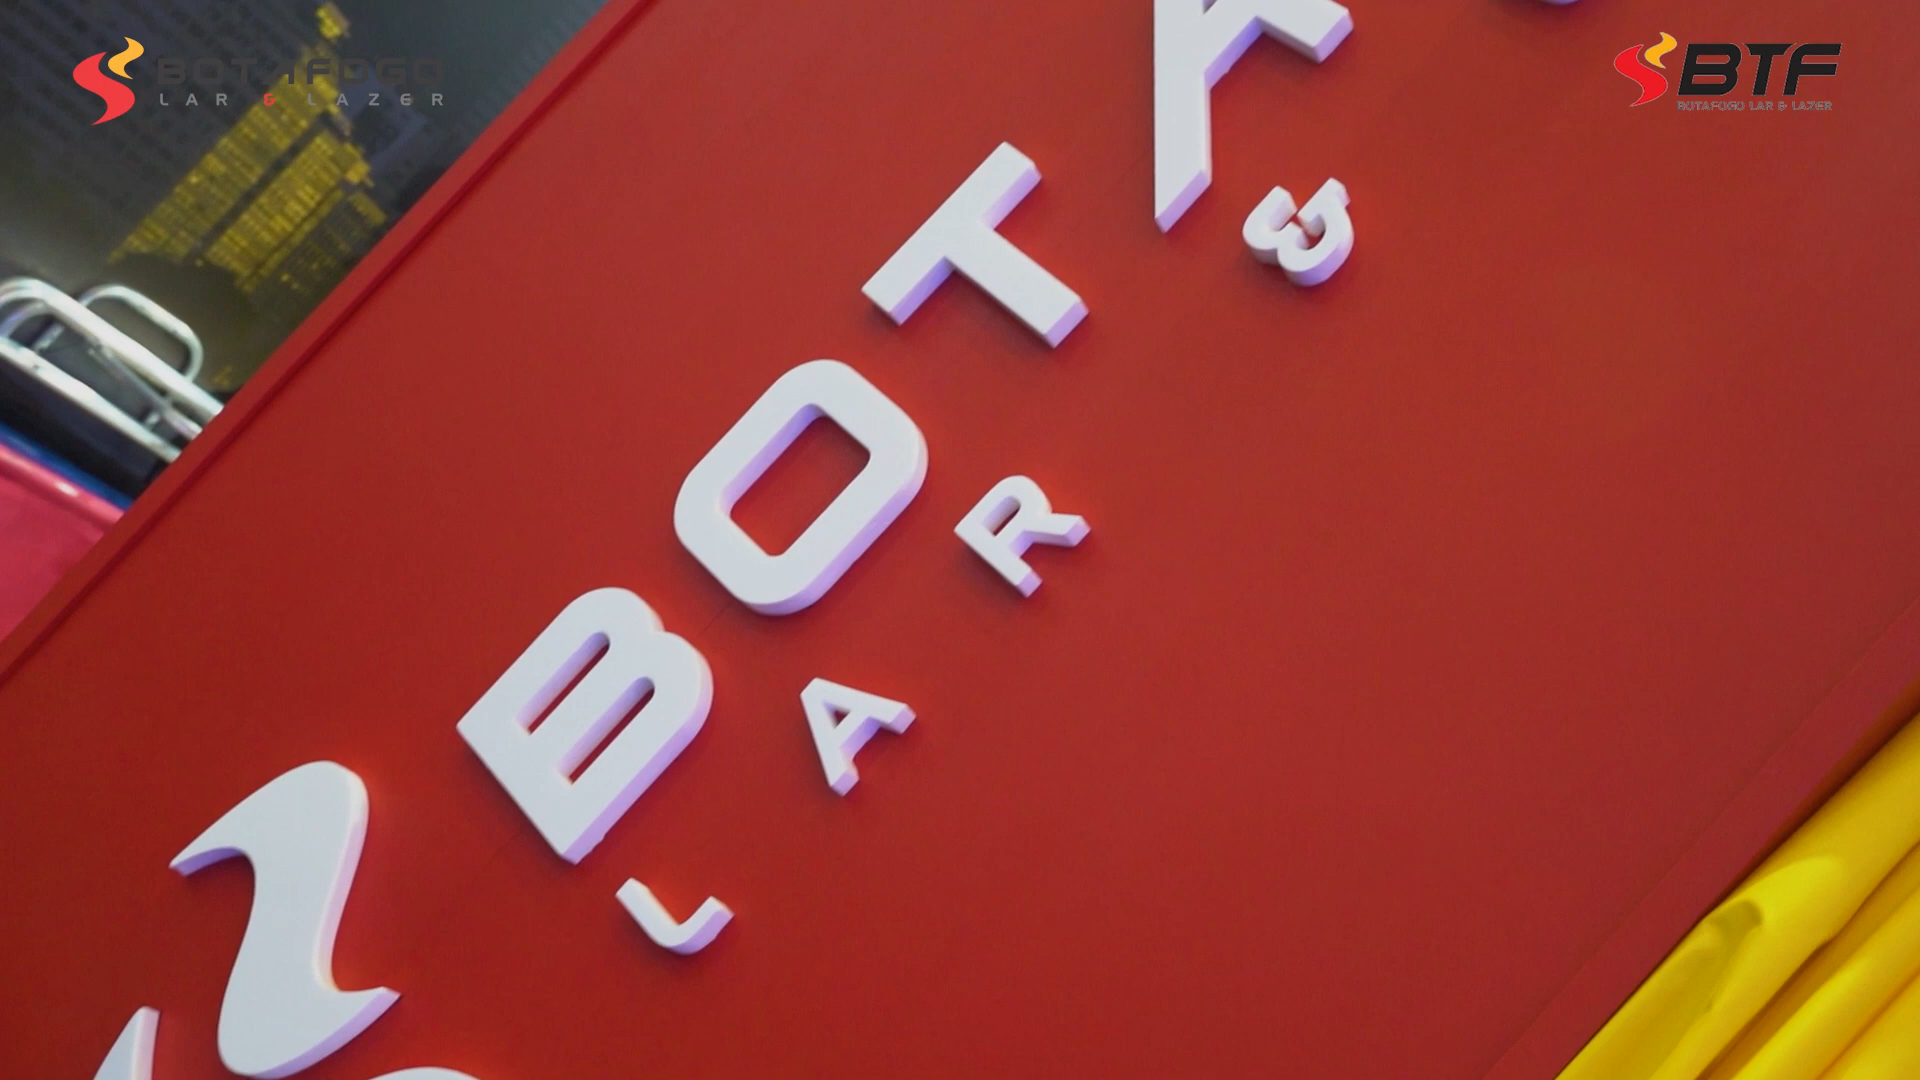 BOTAFOGO
LAR & LAZER
BTF
BOTAFOGO LAR & LAZER
BOTA
LAR &